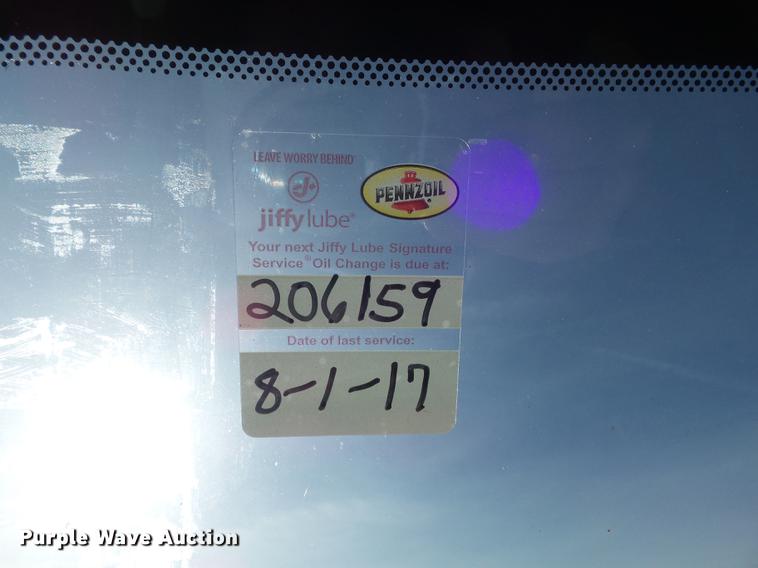 LEAVE WORRY BEHIND
PENNZOIL
jiffy lube®
Your next Jiffy Lube Signature
Service® Oil Change is due at:
206159
Date of last service:
8-1-17
Purple Wave Auction